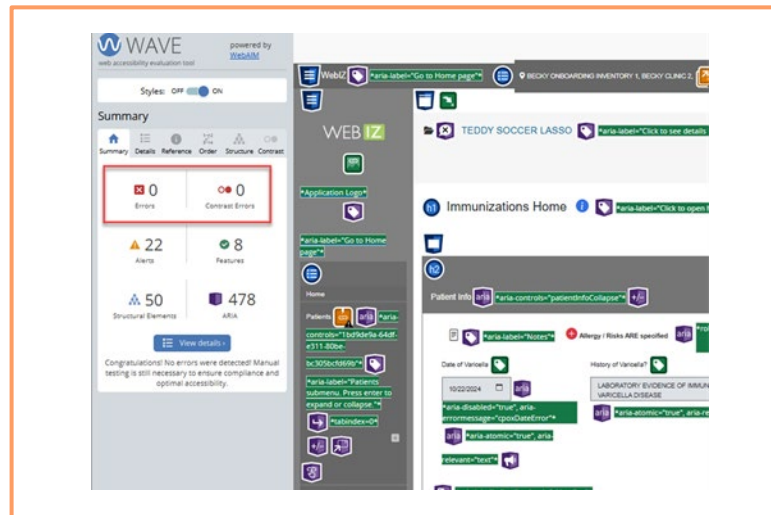 WAVE
powered by
WebAIM
web accessibility evaluation tool
Styles: OFF ON
Summary
Summary Details Reference Order Structure Contrast
0
Errors
0
Contrast Errors
22
Alerts
8
Features
50
Structural Elements
478
ARIA
View details ›
Congratulations! No errors were detected! Manual
testing is still necessary to ensure compliance and
optimal accessibility.
WebIZ *aria-label="Go to Home page"* BECKY ONBOARDING INVENTORY 1, BECKY CLINIC 2,
WEB IZ
*Application Logo*
*aria-label="Go to Home
page"*
Home
Patients aria *aria-
controls="1bd9de9a-64df-
e311-80be-
bc305bcfd69b"*
*aria-label="Patients
submenu. Press enter to
expand or collapse."*
*tabindex=0*
TEDDY SOCCER LASSO *aria-label="Click to see details
h1 Immunizations Home *aria-label="Click to open
h2
Patient Info aria *aria-controls="patientInfoCollapse"*
*aria-label="Notes"* Allergy / Risks ARE specified aria
Date of Varicella
History of Varicella?
10/22/2024 aria
LABORATORY EVIDENCE OF IMMUN
VARICELLA DISEASE
*aria-disabled="true", aria-
errormessage="cpoxDateError"*
aria *aria-atomic="true", aria-re
aria *aria-atomic="true", aria-
relevant="text"*